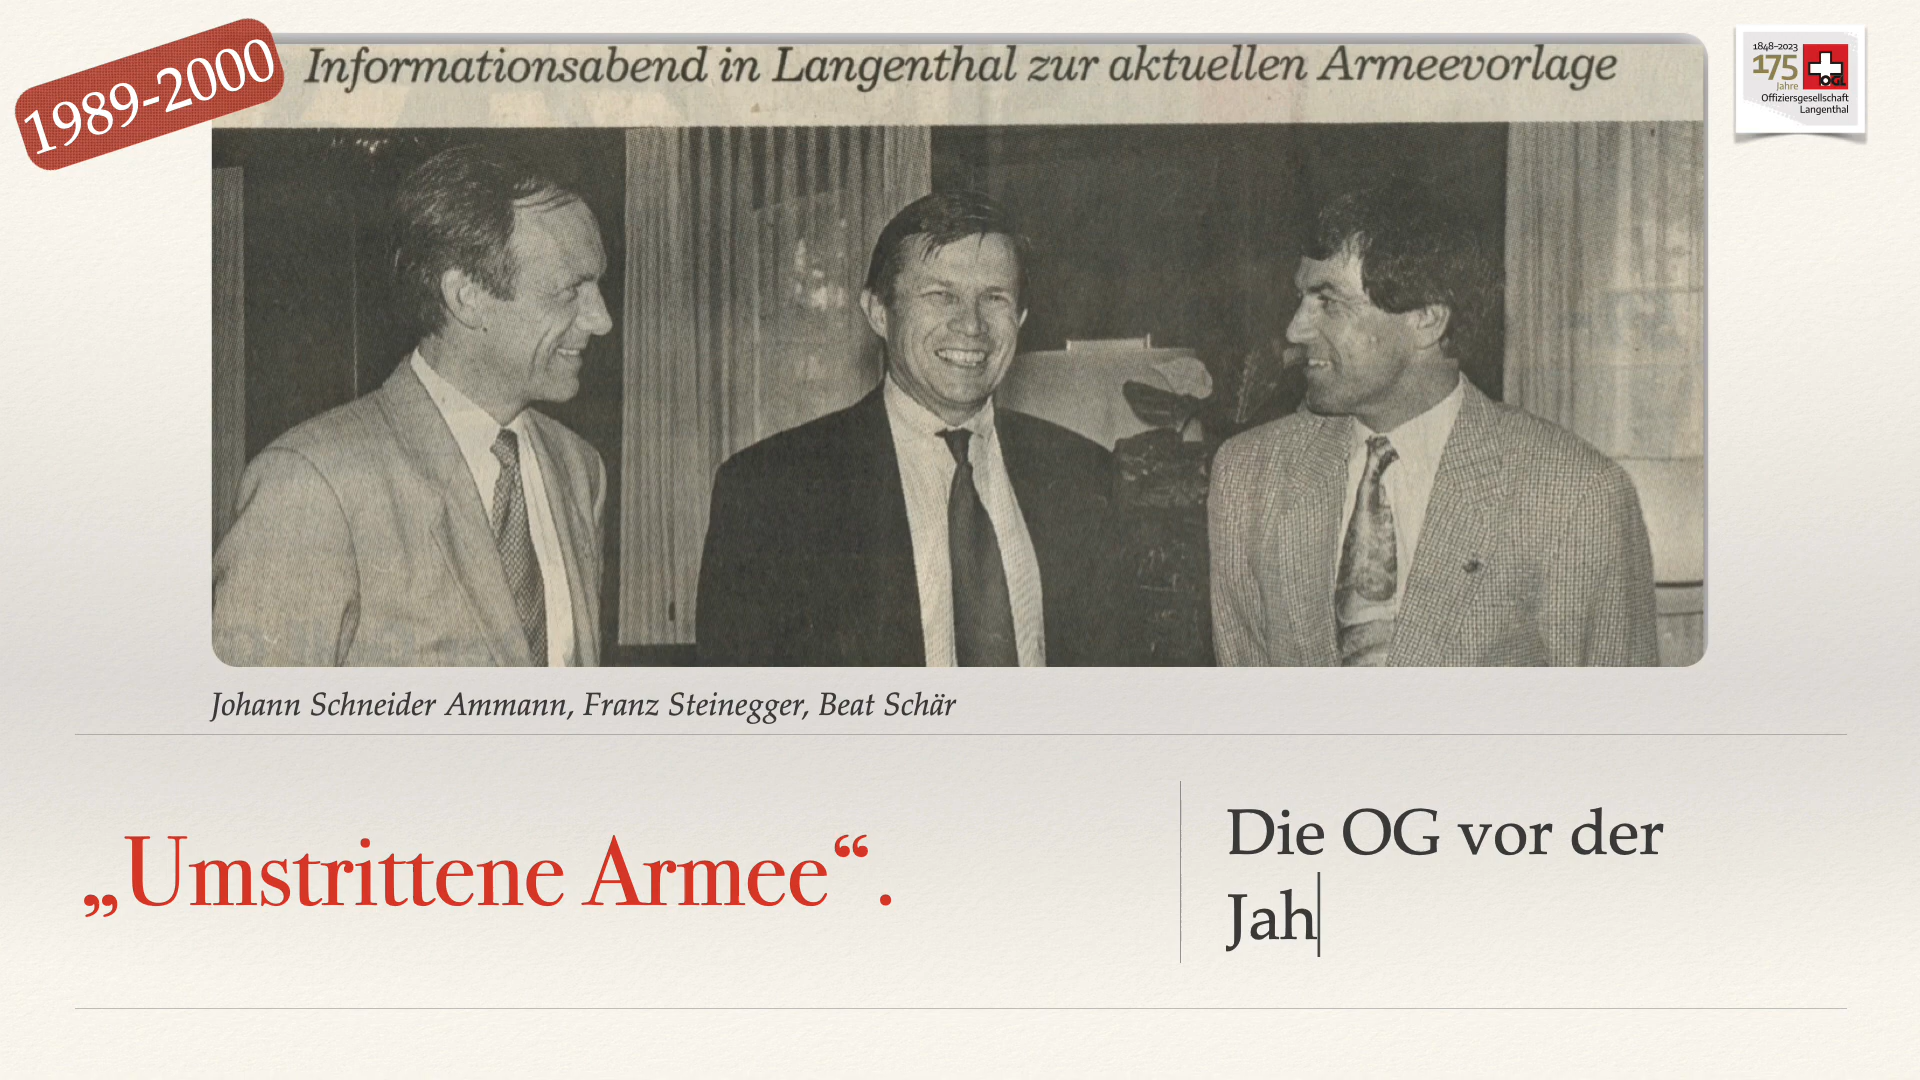 1989-2000
Informationsabend in Langenthal zur aktuellen Armeevorlage
1848–2023
175
Jahre
OGL
Offiziersgesellschaft
Langenthal
Johann Schneider Ammann, Franz Steinegger, Beat Schär
„Umstrittene Armee“.
Die OG vor der
Jah